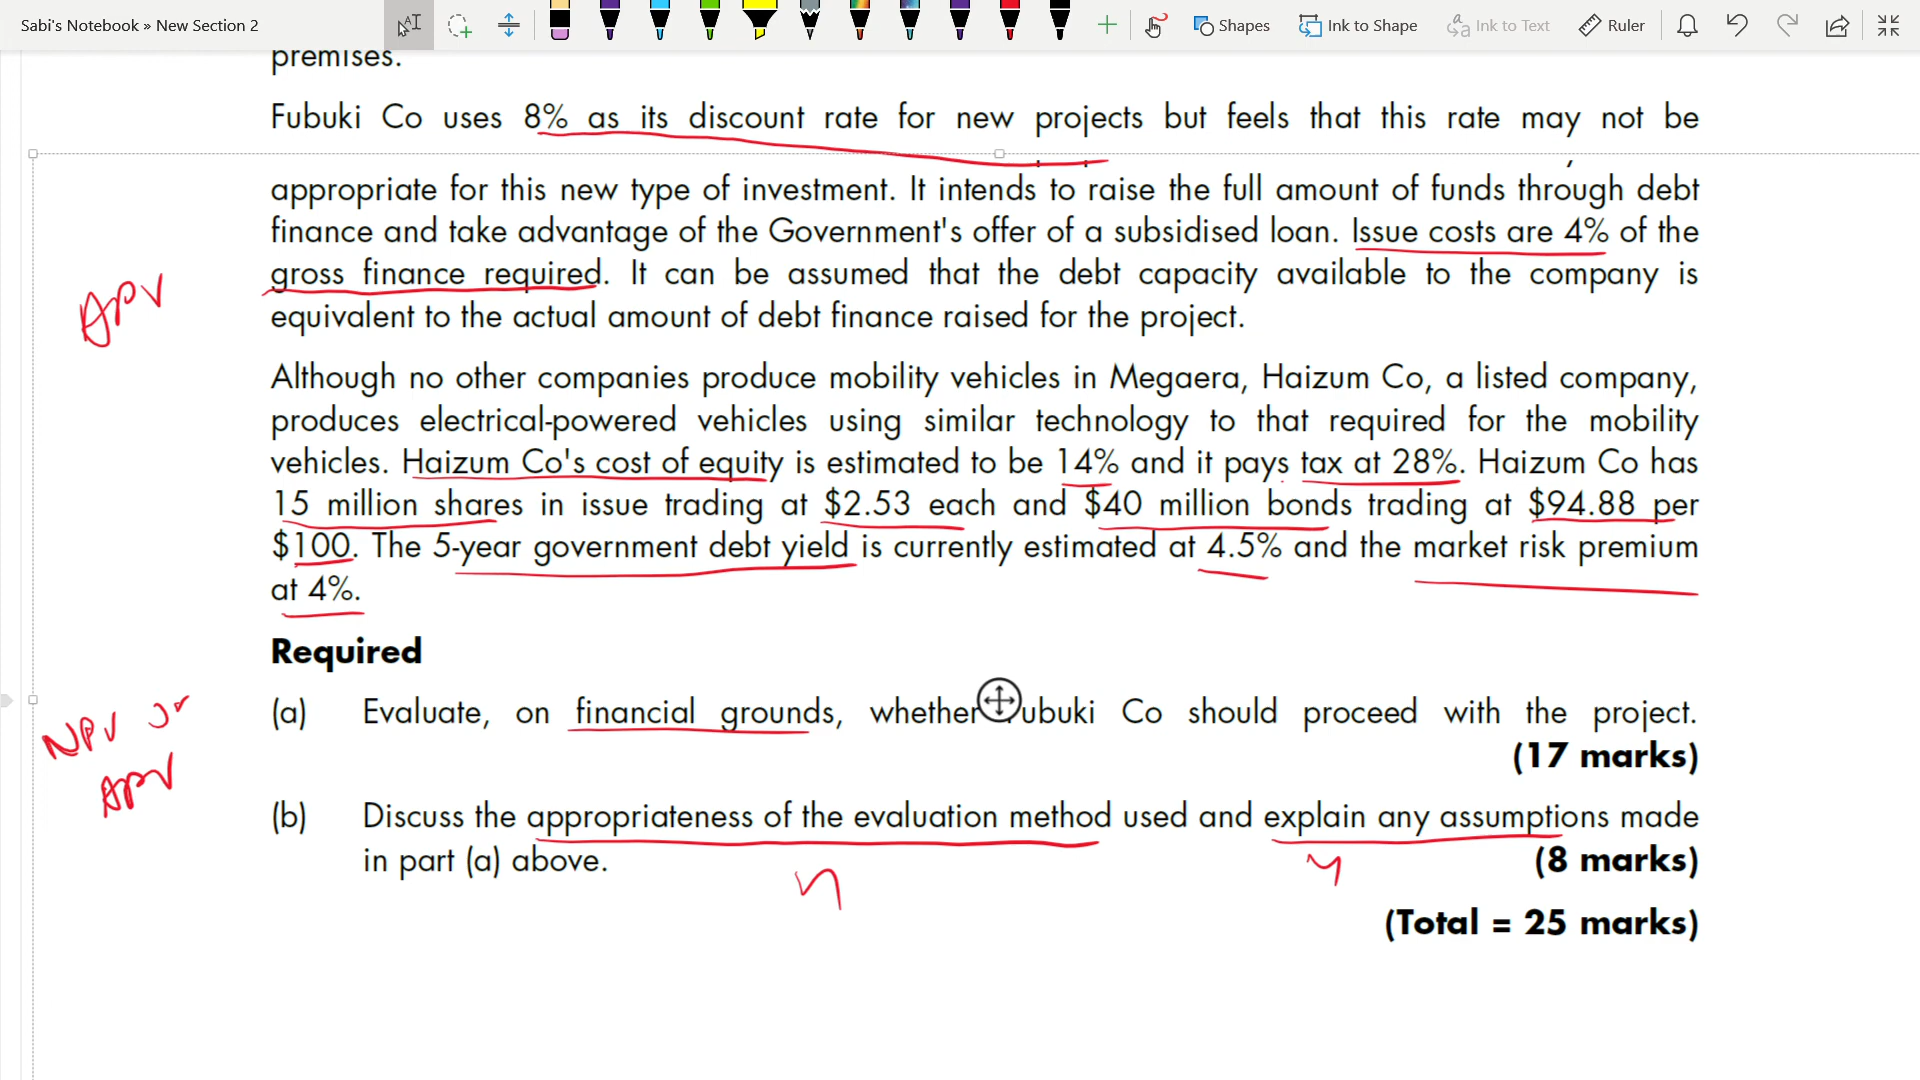 Sabi's Notebook » New Section 2
Shapes
Ink to Shape
Ink to Text
Ruler
premises.
Fubuki Co uses 8% as its discount rate for new projects but feels that this rate may not be
appropriate for this new type of investment. It intends to raise the full amount of funds through debt
finance and take advantage of the Government's offer of a subsidised loan. Issue costs are 4% of the
gross finance required. It can be assumed that the debt capacity available to the company is
equivalent to the actual amount of debt finance raised for the project.
APV
Although no other companies produce mobility vehicles in Megaera, Haizum Co, a listed company,
produces electrical-powered vehicles using similar technology to that required for the mobility
vehicles. Haizum Co's cost of equity is estimated to be 14% and it pays tax at 28%. Haizum Co has
15 million shares in issue trading at $2.53 each and $40 million bonds trading at $94.88 per
$100. The 5-year government debt yield is currently estimated at 4.5% and the market risk premium
at 4%.
Required
(a) Evaluate, on financial grounds, whether ubuki Co should proceed with the project.
(17 marks)
NPV or
APV
(b) Discuss the appropriateness of the evaluation method used and explain any assumptions made
in part (a) above.
(8 marks)
(Total = 25 marks)